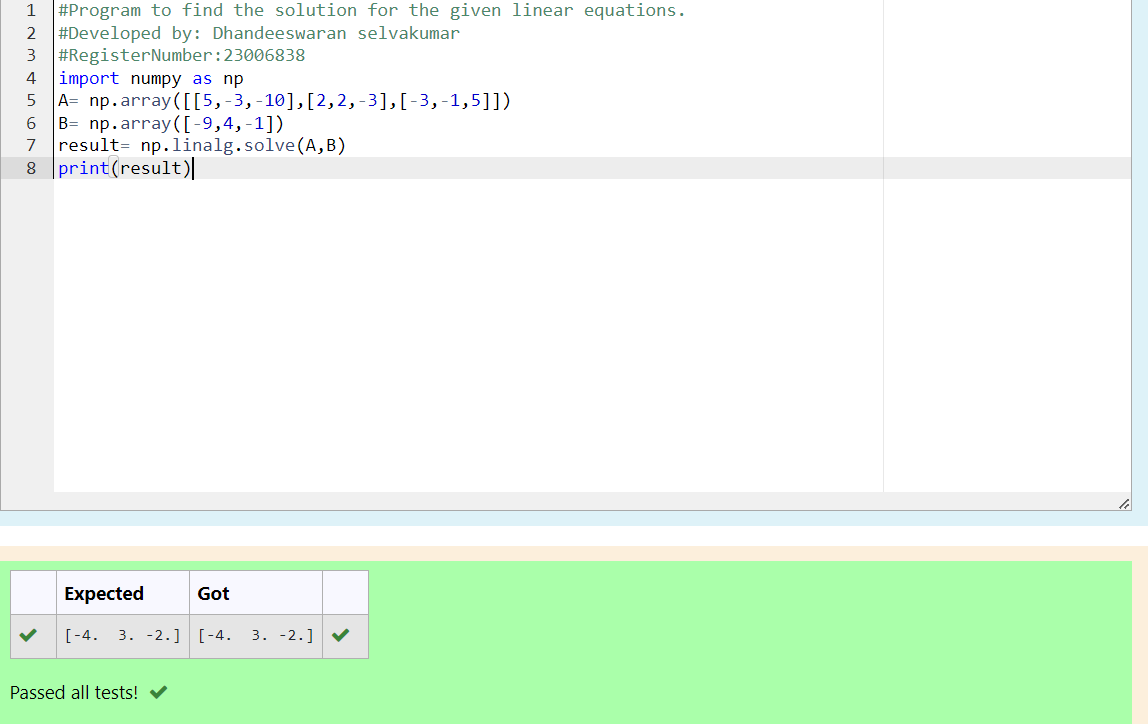 1 #Program to find the solution for the given linear equations.
2 #Developed by: Dhandeeswaran selvakumar
3 #RegisterNumber:23006838
4 import numpy as np
5 A= np.array([[5,-3,-10],[2,2,-3],[-3,-1,5]])
6 B= np.array([-9,4,-1])
7 result= np.linalg.solve(A,B)
8 print(result)
Expected Got
[-4.  3. -2.] [-4.  3. -2.]
Passed all tests!